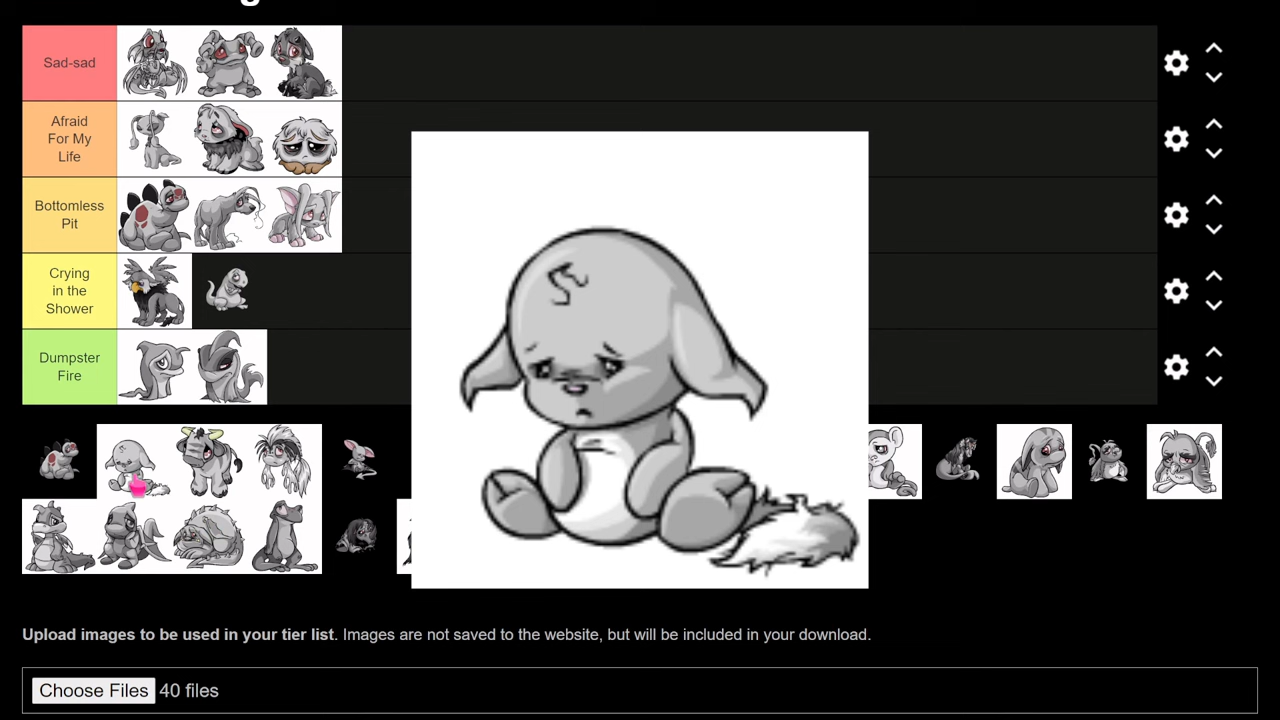 Sad-sad
Afraid
For My
Life
Bottomless
Pit
Crying
in the
Shower
Dumpster
Fire
Upload images to be used in your tier list. Images are not saved to the website, but will be included in your download.
Choose Files 40 files